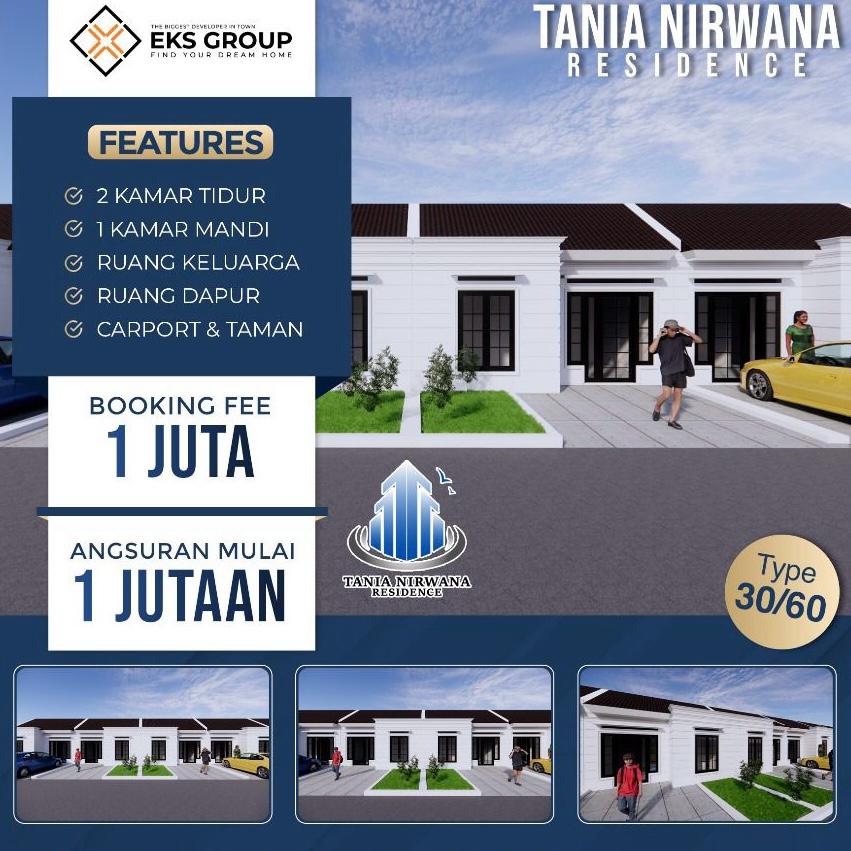 THE BIGGEST DEVELOPER IN TOWN
EKS GROUP
FIND YOUR DREAM HOME
TANIA NIRWANA
RESIDENCE
FEATURES
2 KAMAR TIDUR
1 KAMAR MANDI
RUANG KELUARGA
RUANG DAPUR
CARPORT & TAMAN
BOOKING FEE
1 JUTA
ANGSURAN MULAI
1 JUTAAN
TANIA NIRWANA
RESIDENCE
Type
30/60